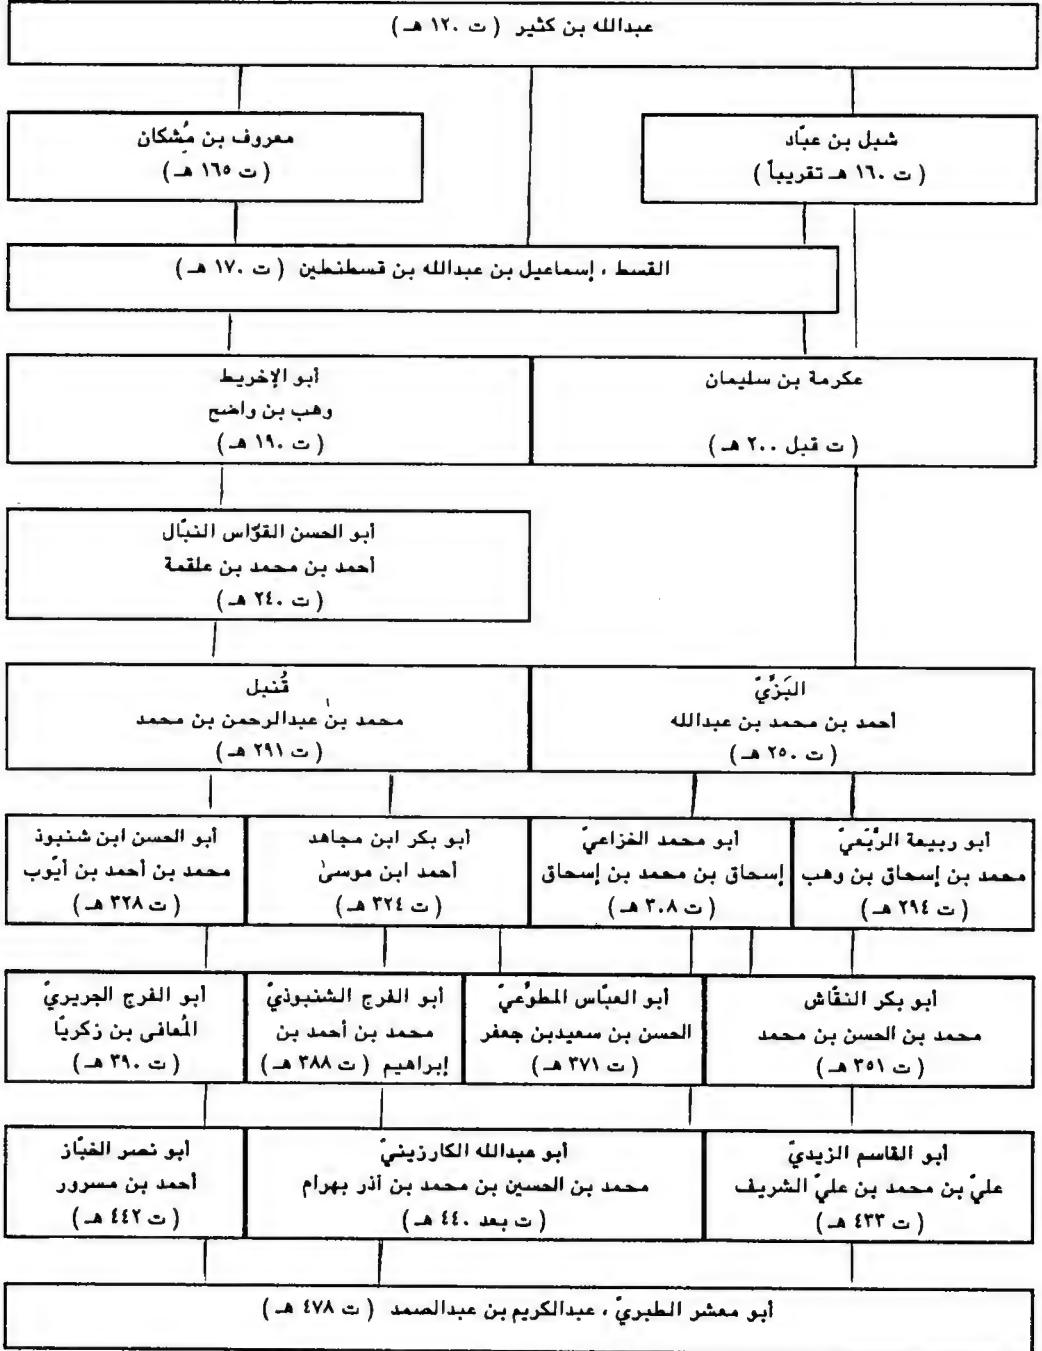 عبدالله بن كثير ( ت ١٢٠ هـ )
شبل بن عبّاد
( ت ١٦٠ هـ تقريباً )
معروف بن مُشكان
( ت ١٦٥ هـ )
القسط ، إسماعيل بن عبدالله بن قسطنطين ( ت ١٧٠ هـ )
عكرمة بن سليمان
( ت قبل ٢٠٠ هـ )
أبو الإخريط
وهب بن واضح
( ت ١٩٠ هـ )
أبو الحسن القوّاس النبّال
أحمد بن محمد بن علقمة
( ت ٢٤٠ هـ )
البَزّيّ
أحمد بن محمد بن عبدالله
( ت ٢٥٠ هـ )
قُنبل
محمد بن عبدالرحمن بن محمد
( ت ٢٩١ هـ )
أبو ربيعة الرَّبَعيّ
محمد بن إسحاق بن وهب
( ت ٢٩٤ هـ )
أبو محمد الخزاعيّ
إسحاق بن محمد بن إسحاق
( ت ٣٠٨ هـ )
أبو بكر ابن مجاهد
أحمد ابن موسىٰ
( ت ٣٢٤ هـ )
أبو الحسن ابن شنبوذ
محمد بن أحمد بن أيّوب
( ت ٣٢٨ هـ )
أبو بكر النقّاش
محمد بن الحسن بن محمد
( ت ٣٥١ هـ )
أبو العبّاس المطوّعيّ
الحسن بن سعيدبن جعفر
( ت ٣٧١ هـ )
أبو الفرج الشنبوذيّ
محمد بن أحمد بن
إبراهيم ( ت ٣٨٨ هـ )
أبو الفرج الجريريّ
المُعافى بن زكريّا
( ت ٣٩٠ هـ )
أبو القاسم الزيديّ
عليّ بن محمد بن عليّ الشريف
( ت ٤٣٣ هـ )
أبو عبدالله الكارزينيّ
محمد بن الحسين بن محمد بن أذر بهرام
( ت بعد ٤٤٠ هـ )
أبو نصر الخبّاز
أحمد بن مسرور
( ت ٤٤٢ هـ )
أبو معشر الطبريّ ، عبدالكريم بن عبدالصمد ( ت ٤٧٨ هـ )